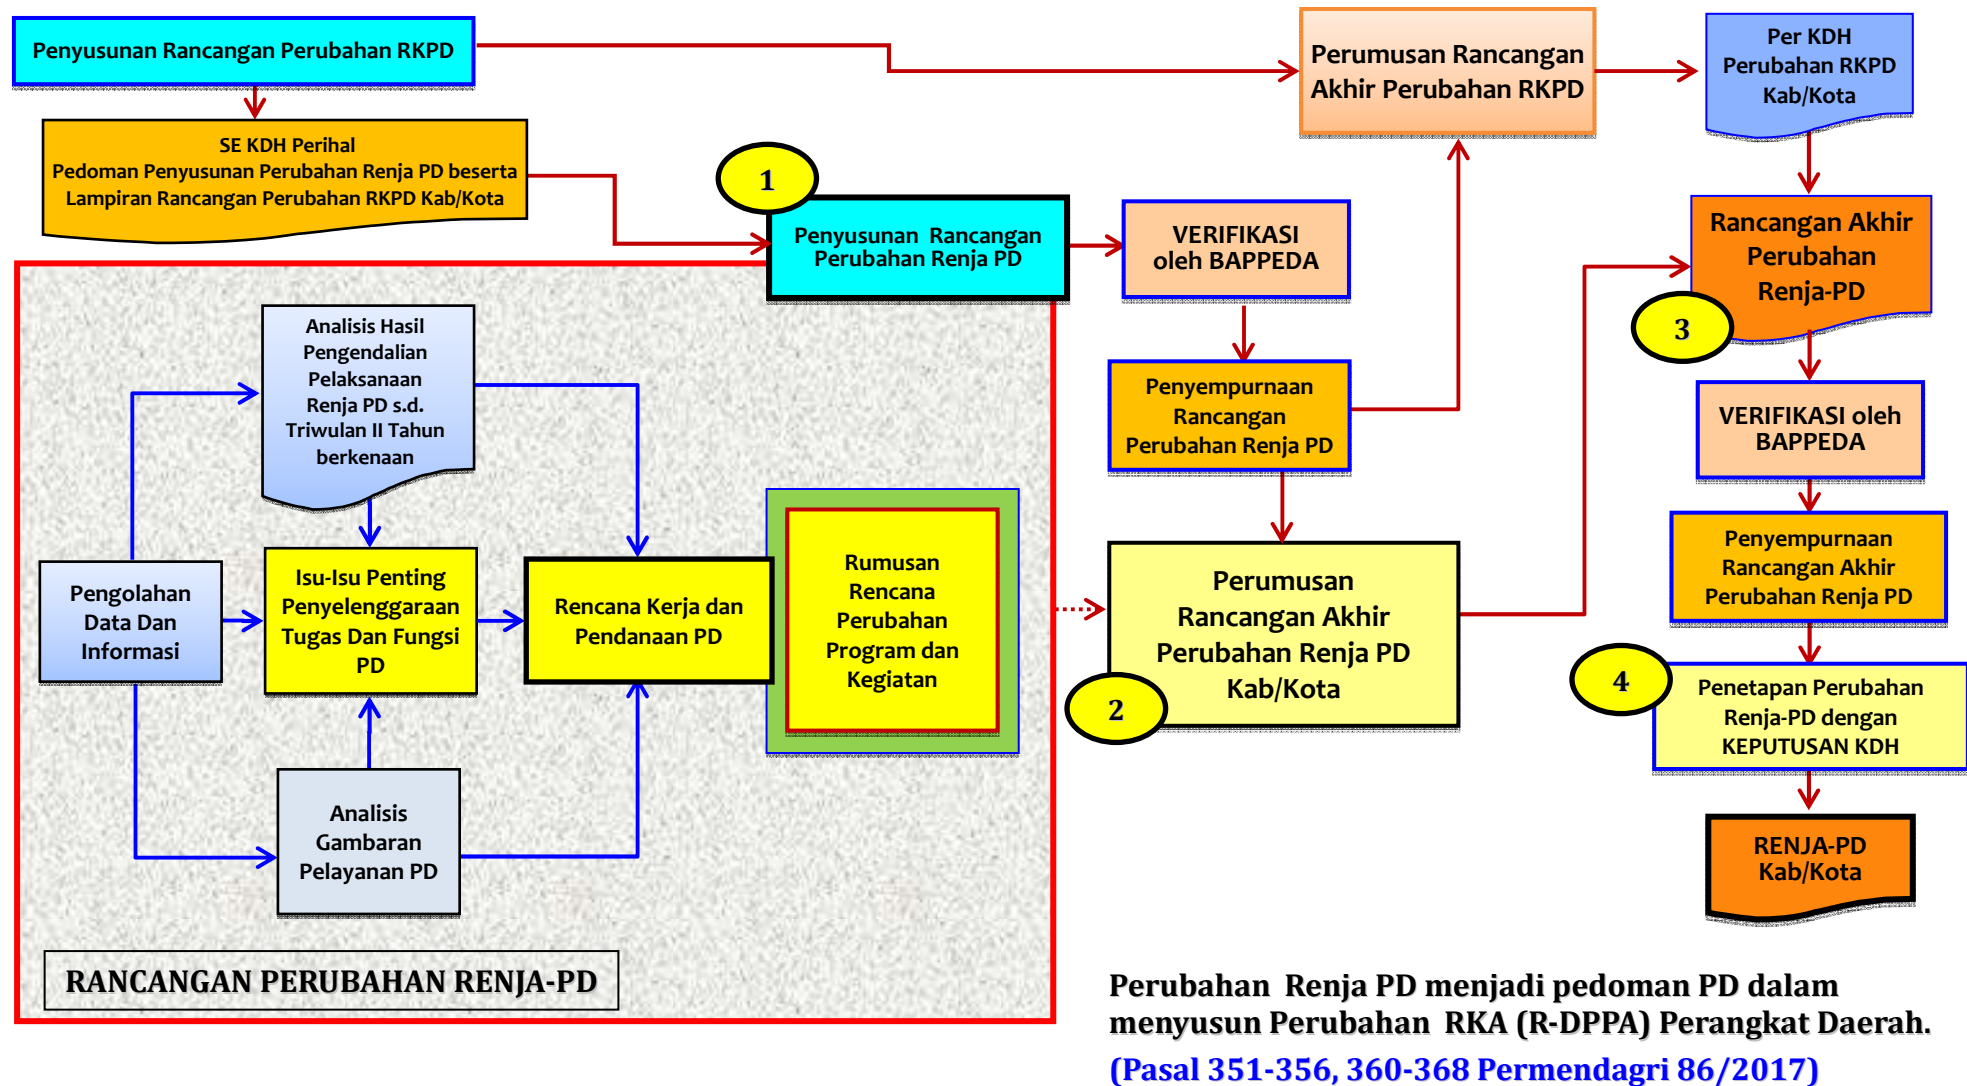 Penyusunan Rancangan Perubahan RKPD
SE KDH Perihal
Pedoman Penyusunan Perubahan Renja PD beserta
Lampiran Rancangan Perubahan RKPD Kab/Kota
Perumusan Rancangan
Akhir Perubahan RKPD
Per KDH
Perubahan RKPD
Kab/Kota
1
Penyusunan Rancangan
Perubahan Renja PD
VERIFIKASI
oleh BAPPEDA
Penyempurnaan
Rancangan
Perubahan Renja PD
Rancangan Akhir
Perubahan
Renja-PD
3
VERIFIKASI oleh
BAPPEDA
Penyempurnaan
Rancangan Akhir
Perubahan Renja PD
4
Penetapan Perubahan
Renja-PD dengan
KEPUTUSAN KDH
RENJA-PD
Kab/Kota
Analisis Hasil
Pengendalian
Pelaksanaan
Renja PD s.d.
Triwulan II Tahun
berkenaan
Pengolahan
Data Dan
Informasi
Isu-Isu Penting
Penyelenggaraan
Tugas Dan Fungsi
PD
Rencana Kerja dan
Pendanaan PD
Rumusan
Rencana
Perubahan
Program dan
Kegiatan
Perumusan
Rancangan Akhir
Perubahan Renja PD
Kab/Kota
2
Analisis
Gambaran
Pelayanan PD
RANCANGAN PERUBAHAN RENJA-PD
Perubahan Renja PD menjadi pedoman PD dalam
menyusun Perubahan RKA (R-DPPA) Perangkat Daerah.
(Pasal 351-356, 360-368 Permendagri 86/2017)